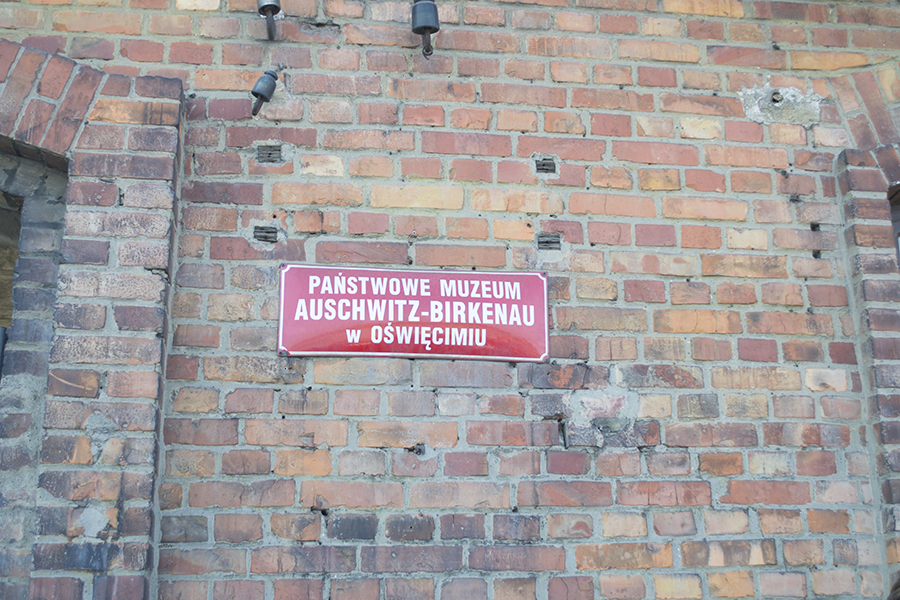 PAŃSTWOWE MUZEUM
AUSCHWITZ-BIRKENAU
w OŚWIĘCIMIU